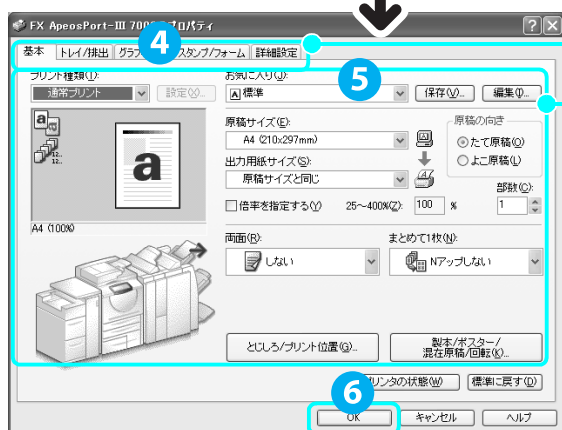 FX ApeosPort-III 700 プロパティ
4
基本 トレイ/排出 グラフ スタンプ/フォーム 詳細設定
プリント種類(I): お気に入り(J):
5
通常プリント 設定(X)... A 標準 保存(V)... 編集(I)...
原稿サイズ(E): 原稿の向き
A4 (210x297mm) たて原稿(O)
出力用紙サイズ(S): よこ原稿(L)
原稿サイズと同じ
部数(C):
倍率を指定する(Y) 25～400%(Z): 100 % 1
a
12..
12..
a
A4 (100%)
両面(R): まとめて1枚(N):
しない Nアップしない
とじしろ/プリント位置(G)... 製本/ポスター/
混在原稿/回転(K)...
6
リンタの状態(W) 標準に戻す(D)
OK キャンセル ヘルプ